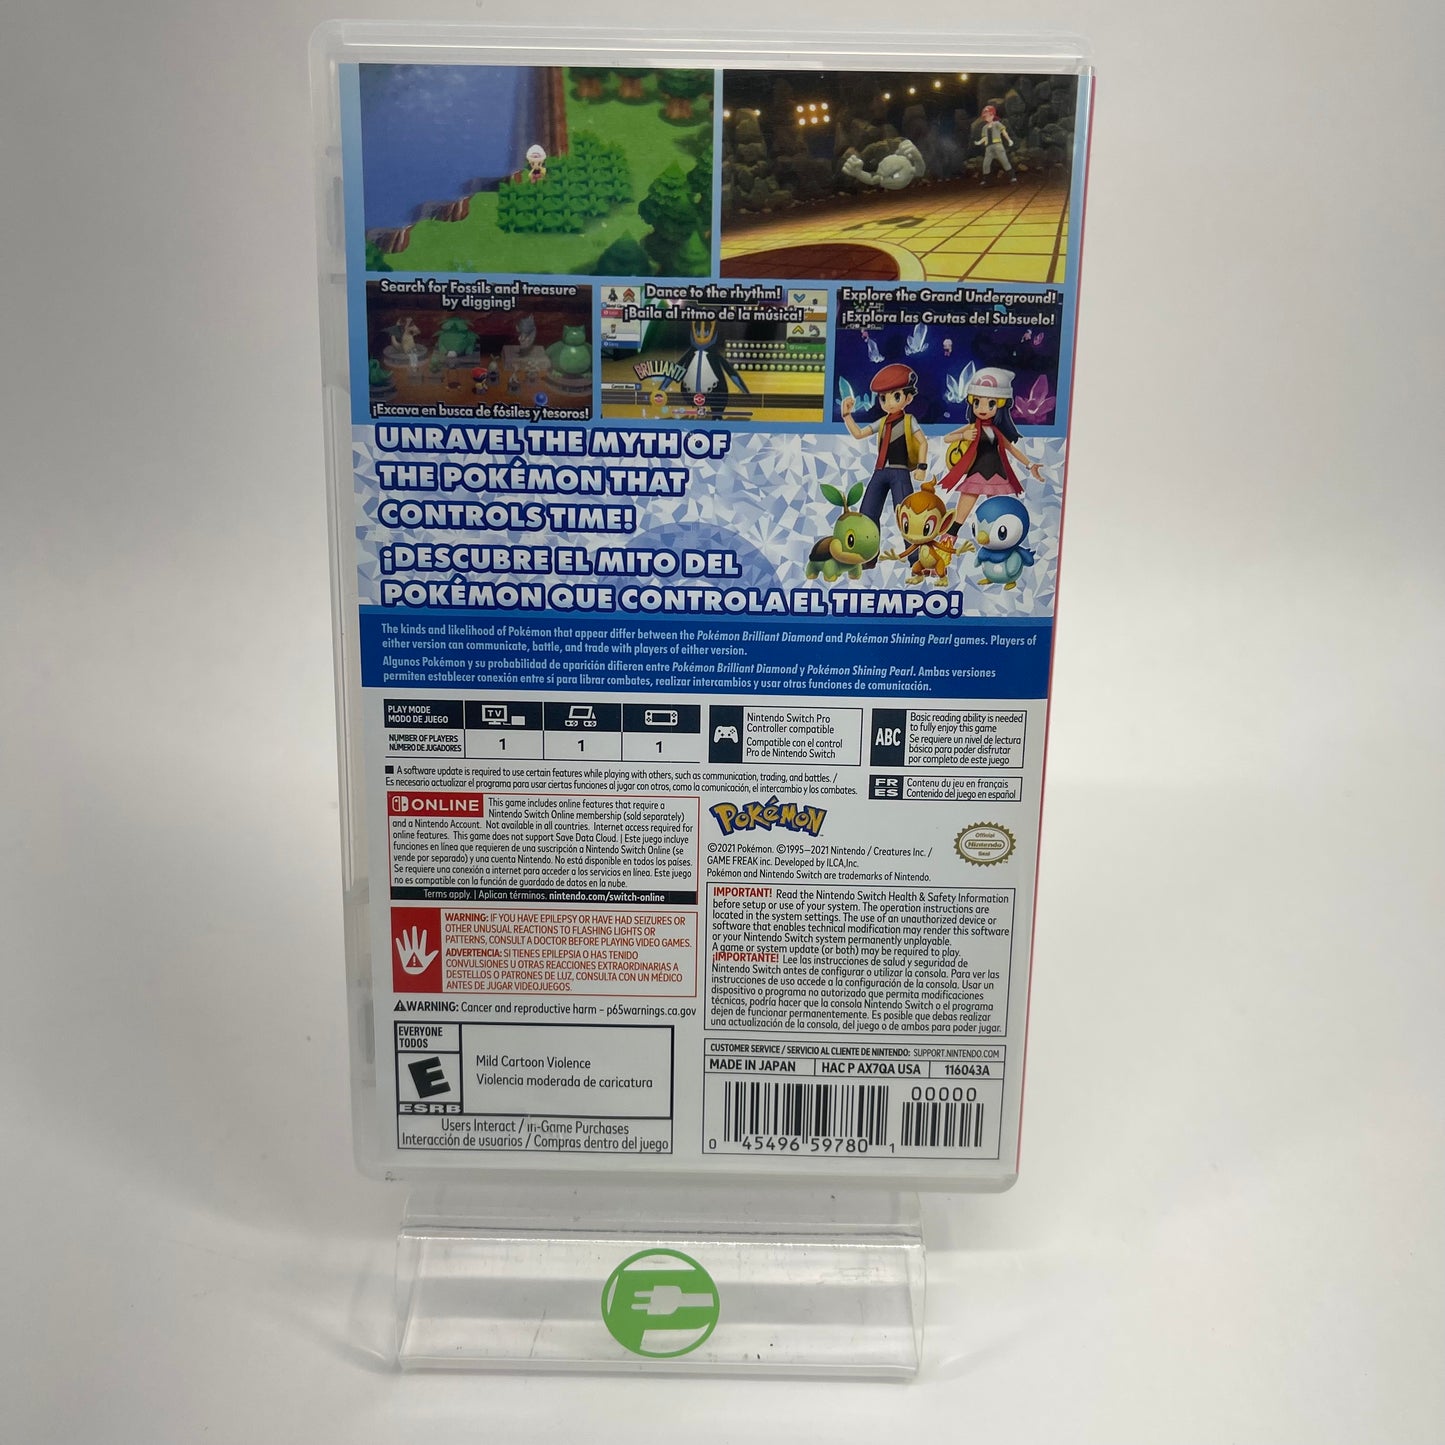 Search for Fossils and treasure
by digging!
¡Excava en busca de fósiles y tesoros!
Dance to the rhythm!
¡Baila al ritmo de la música!
BRILLIANT!
Explore the Grand Underground!
¡Explora las Grutas del Subsuelo!
UNRAVEL THE MYTH OF
THE POKÉMON THAT
CONTROLS TIME!
¡DESCUBRE EL MITO DEL
POKÉMON QUE CONTROLA EL TIEMPO!
The kinds and likelihood of Pokémon that appear differ between the Pokémon Brilliant Diamond and Pokémon Shining Pearl games. Players of
either version can communicate, battle, and trade with players of either version.
Algunos Pokémon y su probabilidad de aparición difieren entre Pokémon Brilliant Diamond y Pokémon Shining Pearl. Ambas versiones
permiten establecer conexión entre sí para librar combates, realizar intercambios y usar otras funciones de comunicación.
PLAY MODE
MODO DE JUEGO
TV
NUMBER OF PLAYERS
NÚMERO DE JUGADORES
1 1 1
Nintendo Switch Pro
Controller compatible
Compatible con el control
Pro de Nintendo Switch
ABC
Basic reading ability is needed
to fully enjoy this game
Se requiere un nivel de lectura
básico para poder disfrutar
por completo de este juego
A software update is required to use certain features while playing with others, such as communication, trading, and battles. /
Es necesario actualizar el programa para usar ciertas funciones al jugar con otros, como la comunicación, el intercambio y los combates.
FR
ES
Contenu du jeu en français
Contenido del juego en español
ONLINE
This game includes online features that require a
Nintendo Switch Online membership (sold separately)
and a Nintendo Account. Not available in all countries. Internet access required for
online features. This game does not support Save Data Cloud. | Este juego incluye
funciones en línea que requieren de una suscripción a Nintendo Switch Online (se
vende por separado) y una cuenta Nintendo. No está disponible en todos los países.
Se requiere una conexión a internet para acceder a los servicios en línea. Este juego
no es compatible con la función de guardado de datos en la nube.
Terms apply. | Aplican términos. nintendo.com/switch-online
POKéMON
©2021 Pokémon. ©1995–2021 Nintendo / Creatures Inc. /
GAME FREAK inc. Developed by ILCA,Inc.
Pokémon and Nintendo Switch are trademarks of Nintendo.
Official
Nintendo
Seal
WARNING: IF YOU HAVE EPILEPSY OR HAVE HAD SEIZURES OR
OTHER UNUSUAL REACTIONS TO FLASHING LIGHTS OR
PATTERNS, CONSULT A DOCTOR BEFORE PLAYING VIDEO GAMES.
ADVERTENCIA: SI TIENES EPILEPSIA O HAS TENIDO
CONVULSIONES U OTRAS REACCIONES EXTRAORDINARIAS A
DESTELLOS O PATRONES DE LUZ, CONSULTA CON UN MÉDICO
ANTES DE JUGAR VIDEOJUEGOS.
WARNING: Cancer and reproductive harm – p65warnings.ca.gov
IMPORTANT! Read the Nintendo Switch Health & Safety Information
before setup or use of your system. The operation instructions are
located in the system settings. The use of an unauthorized device or
software that enables technical modification may render this software
or your Nintendo Switch system permanently unplayable.
A game or system update (or both) may be required to play.
¡IMPORTANTE! Lee las instrucciones de salud y seguridad de
Nintendo Switch antes de configurar o utilizar la consola. Para ver las
instrucciones de uso accede a la configuración de la consola. Usar un
dispositivo o programa no autorizado que permita modificaciones
técnicas, podría hacer que la consola Nintendo Switch o el programa
dejen de funcionar permanentemente. Es posible que debas realizar
una actualización de la consola, del juego o de ambos para poder jugar.
EVERYONE
TODOS
E
ESRB
Mild Cartoon Violence
Violencia moderada de caricatura
Users Interact / In-Game Purchases
Interacción de usuarios / Compras dentro del juego
CUSTOMER SERVICE / SERVICIO AL CLIENTE DE NINTENDO: SUPPORT.NINTENDO.COM
MADE IN JAPAN HAC P AX7QA USA 116043A
00000
0 45496 59780 1